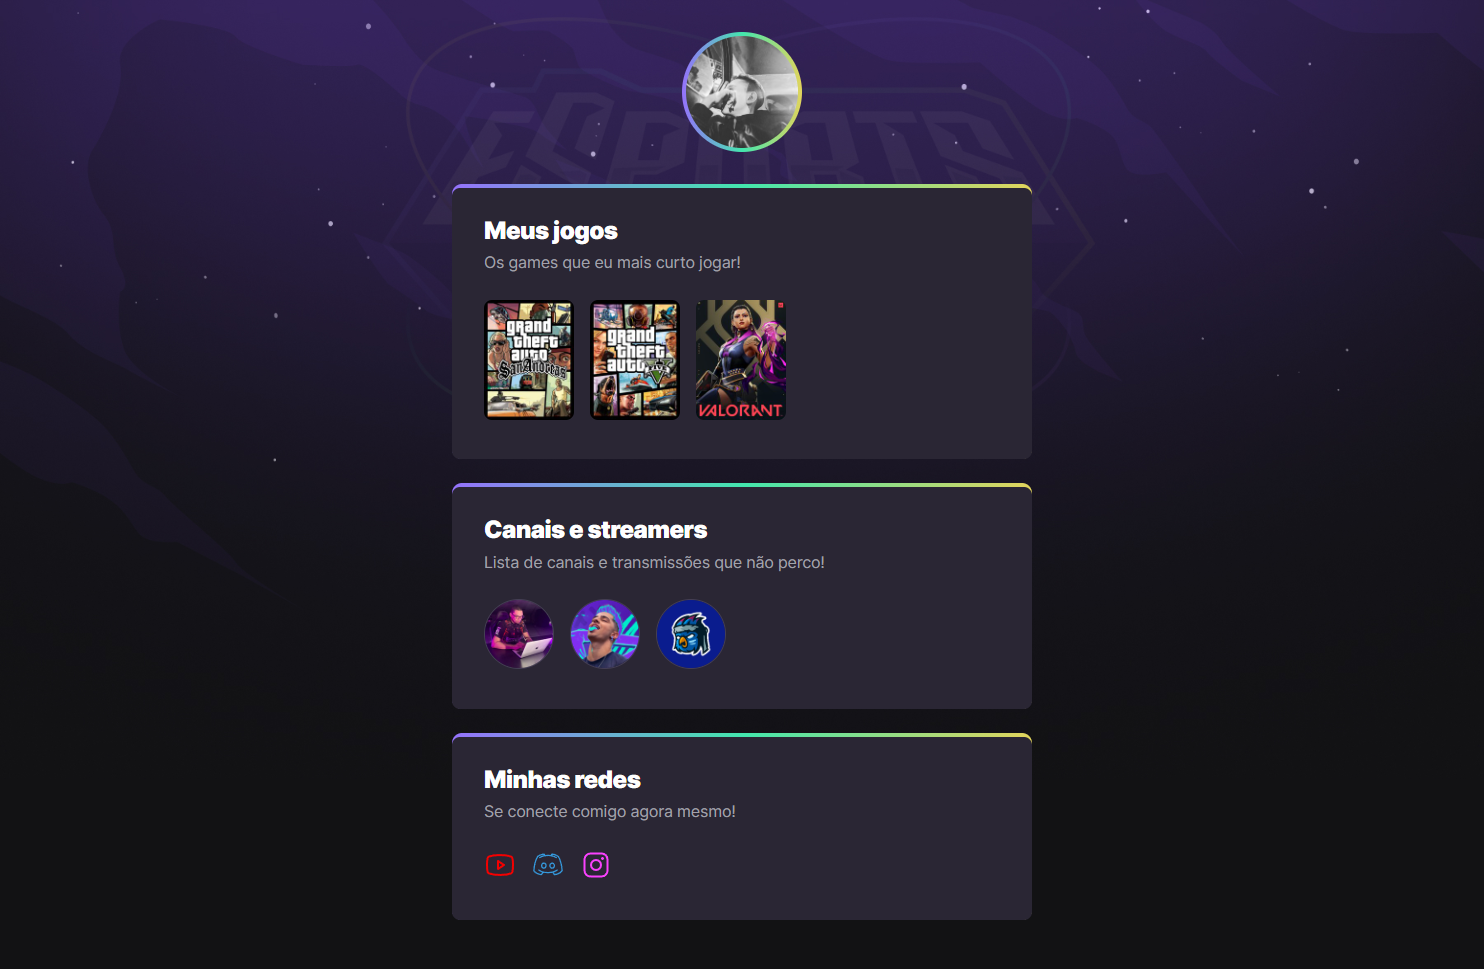 ESPORTS
Meus jogos
Os games que eu mais curto jogar!
grand
theft
auto
San Andreas
grand
theft
auto
V
FIVE
VALORANT
Canais e streamers
Lista de canais e transmissões que não perco!
Minhas redes
Se conecte comigo agora mesmo!